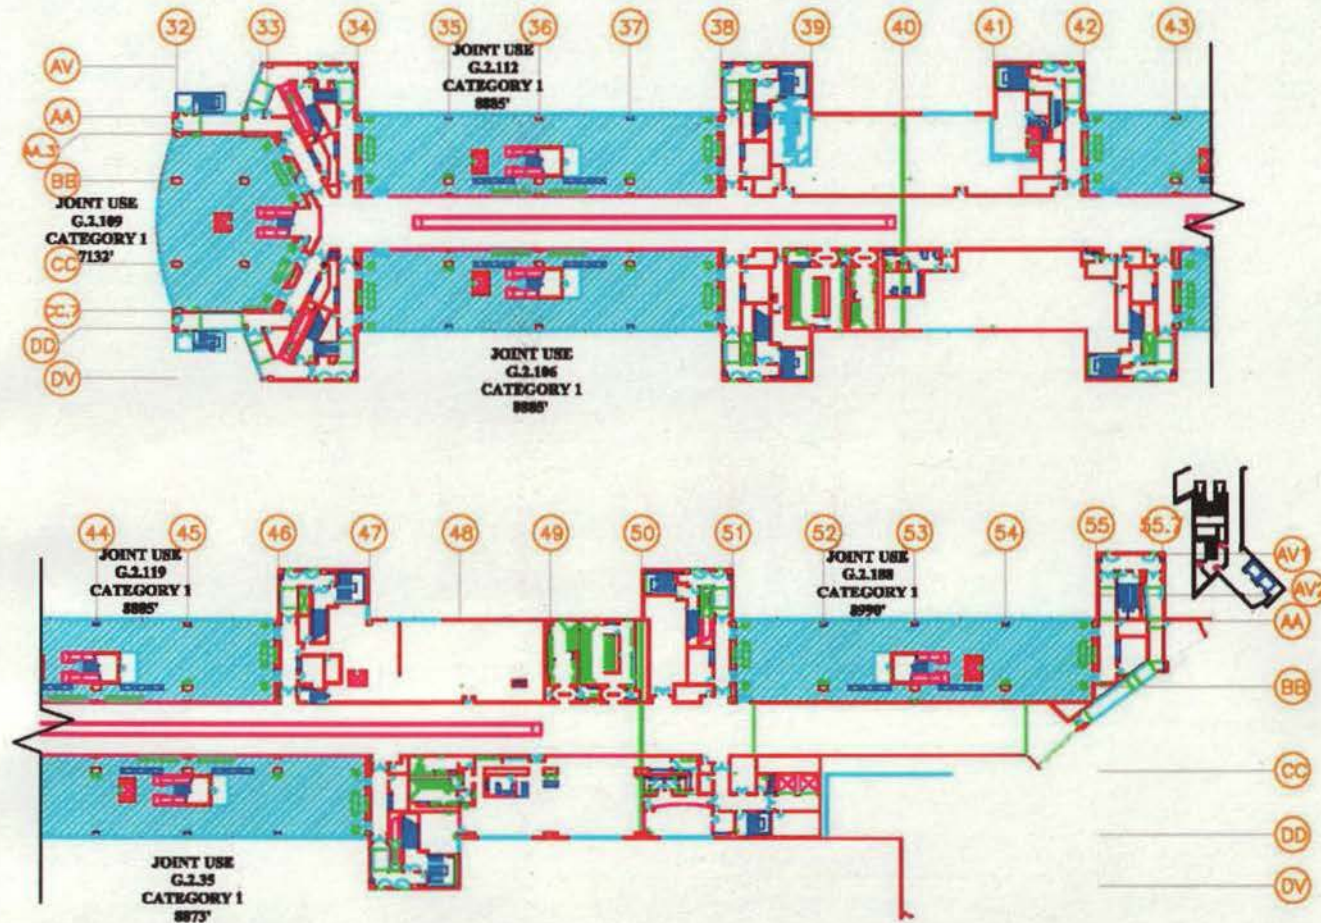 32 33 34 35 36 37 38 39 40 41 42 43
AV
AA
BB
CC
DD
DV
JOINT USE
G.2.112
CATEGORY 1
8885'
JOINT USE
G.2.109
CATEGORY 1
7132'
JOINT USE
G.2.106
CATEGORY 1
8885'
44 45 46 47 48 49 50 51 52 53 54 55 55.7
JOINT USE
G.2.119
CATEGORY 1
8885'
JOINT USE
G.2.188
CATEGORY 1
8990'
AV1
AV2
AA
BB
CC
DD
DV
JOINT USE
G.2.35
CATEGORY 1
8873'